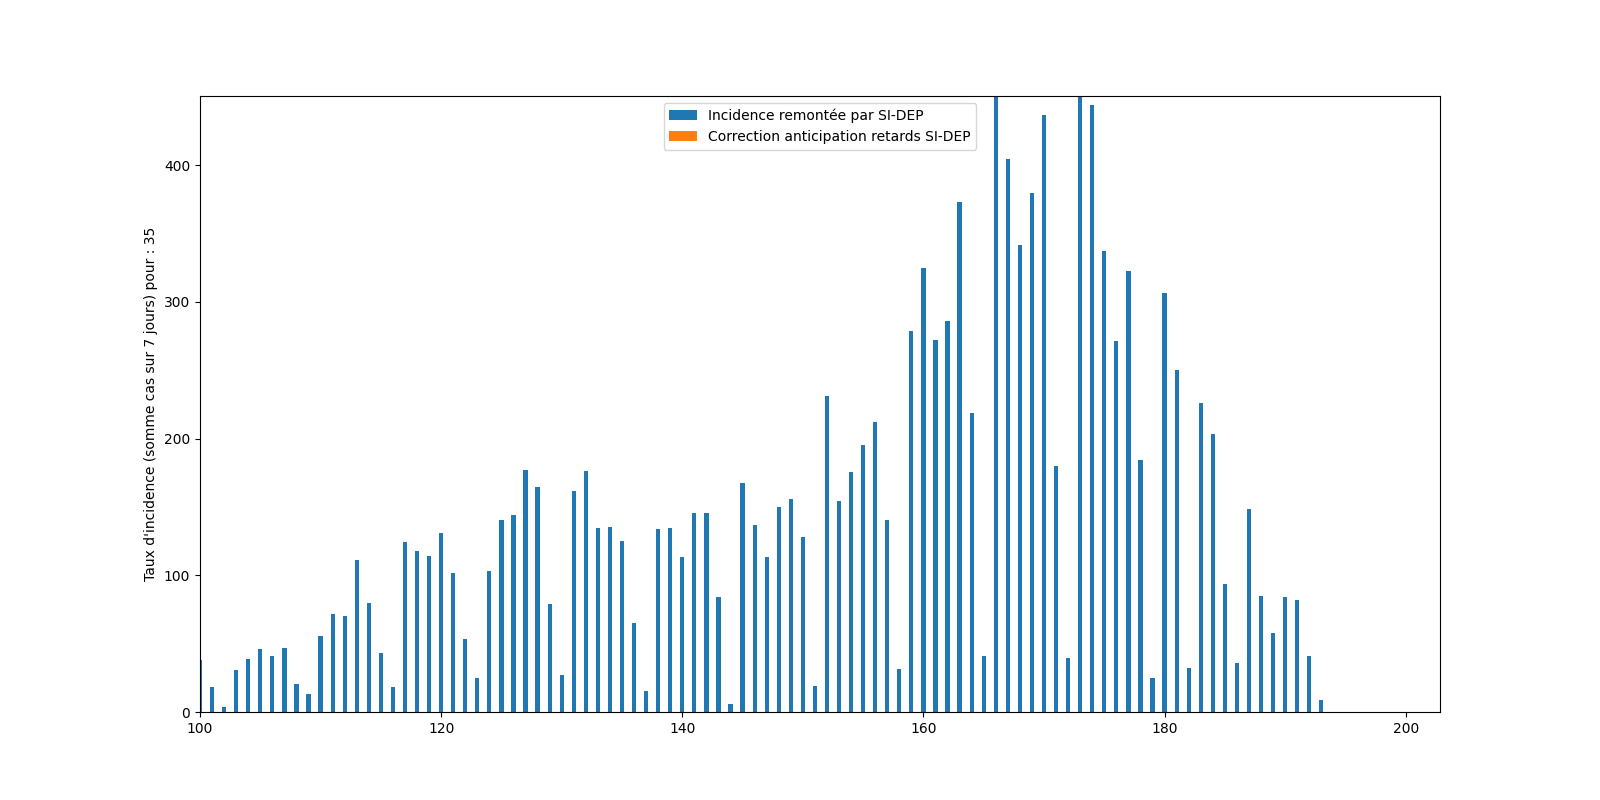 Incidence remontée par SI-DEP
Correction anticipation retards SI-DEP
Taux d'incidence (somme cas sur 7 jours) pour : 35
400
300
200
100
0
100 120 140 160 180 200